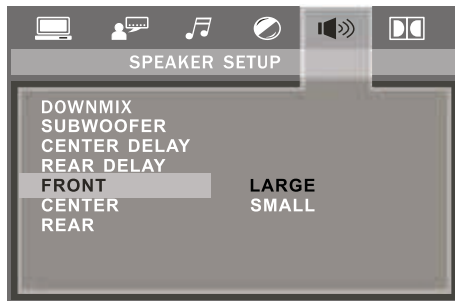 SPEAKER SETUP
DOWNMIX
SUBWOOFER
CENTER DELAY
REAR DELAY
FRONT LARGE
CENTER SMALL
REAR